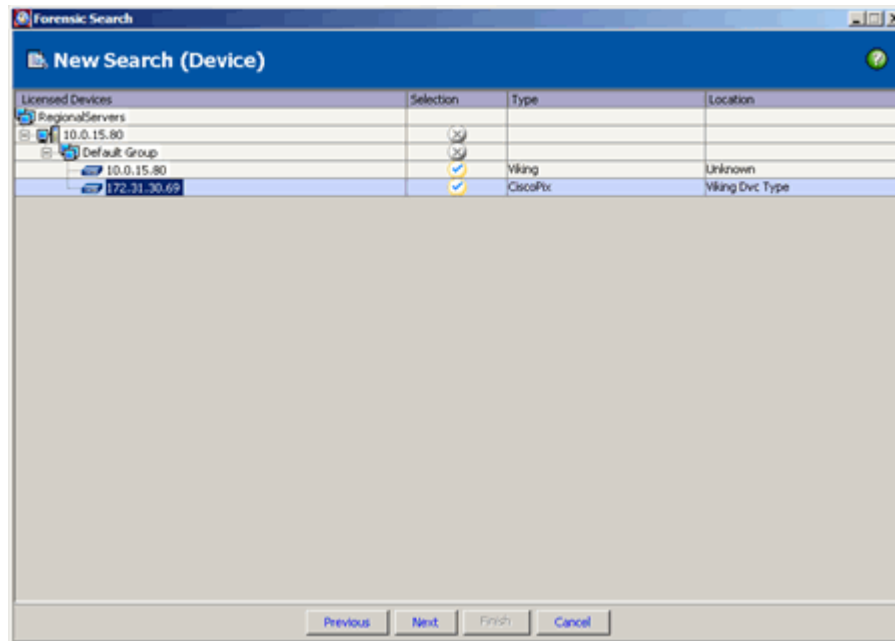 Forensic Search
New Search (Device)
Licensed Devices Selection Type Location
RegionalServers
10.0.15.80
Default Group
10.0.15.80 Viking Unknown
172.31.30.69 CiscoPix Viking Dvc Type
Previous Next Finish Cancel